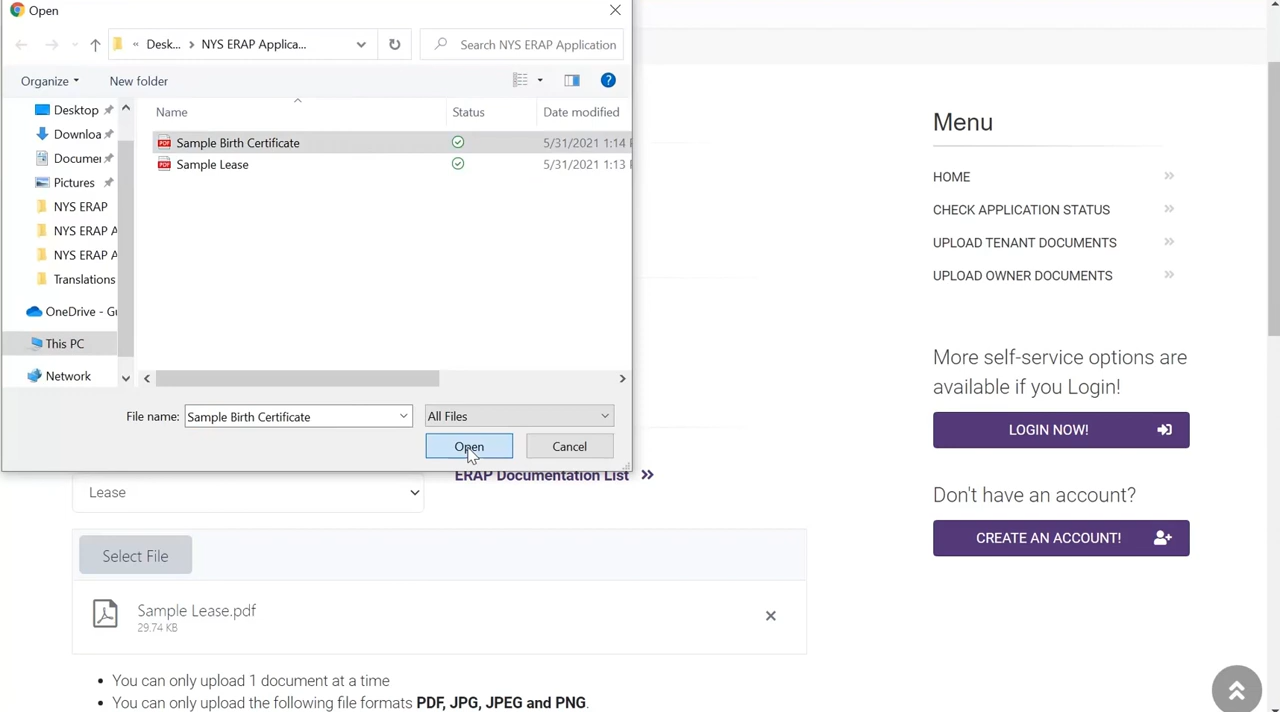 Open
« Desk... > NYS ERAP Applica...
Search NYS ERAP Application
Organize
New folder
Name
Status
Date modified
Desktop
Sample Birth Certificate
5/31/2021 1:14
Downloa
Sample Lease
5/31/2021 1:13
Documen
Pictures
NYS ERAP
NYS ERAP A
NYS ERAP A
Translations
OneDrive - Gu
This PC
Network
File name:
Sample Birth Certificate
All Files
Open
Cancel
ERAP Documentation List »
Lease
Select File
Sample Lease.pdf
29.74 KB
• You can only upload 1 document at a time
• You can only upload the following file formats PDF, JPG, JPEG and PNG.
Menu
HOME
CHECK APPLICATION STATUS
UPLOAD TENANT DOCUMENTS
UPLOAD OWNER DOCUMENTS
More self-service options are
available if you Login!
LOGIN NOW!
Don't have an account?
CREATE AN ACCOUNT!